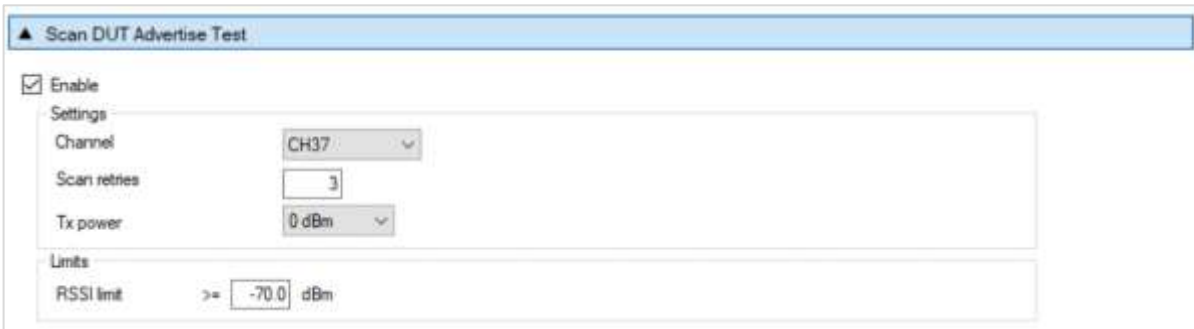 Scan DUT Advertise Test
Enable
Settings
Channel CH37
Scan retries 3
Tx power 0 dBm
Limits
RSSI limit >= -70.0 dBm